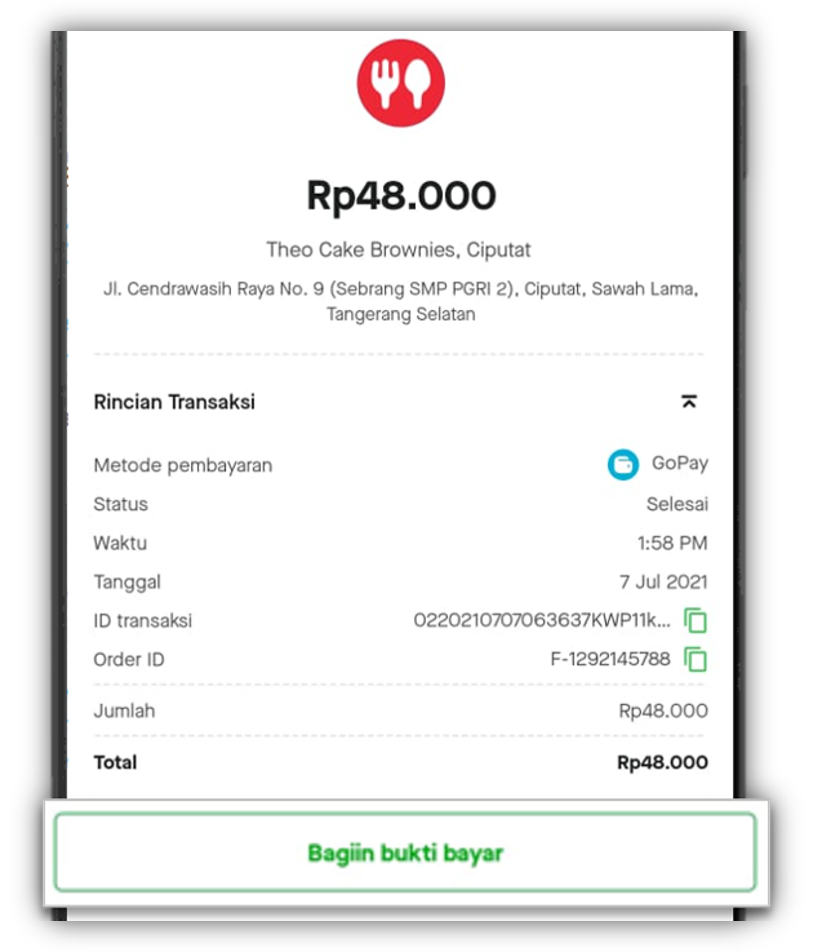 Rp48.000
Theo Cake Brownies, Ciputat
Jl. Cendrawasih Raya No. 9 (Sebrang SMP PGRI 2), Ciputat, Sawah Lama,
Tangerang Selatan
Rincian Transaksi
Metode pembayaran GoPay
Status Selesai
Waktu 1:58 PM
Tanggal 7 Jul 2021
ID transaksi 0220210707063637KWP11k...
Order ID F-1292145788
Jumlah Rp48.000
Total Rp48.000
Bagiin bukti bayar